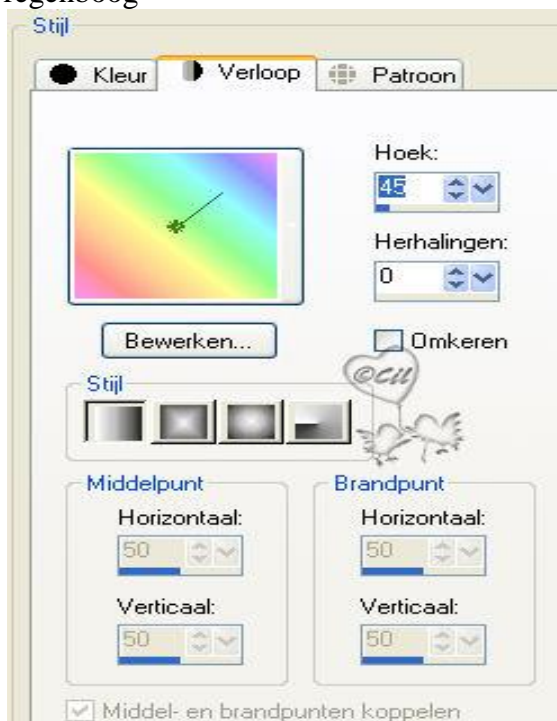 regenboog
Stijl
Kleur Verloop Patroon
Hoek:
45
Herhalingen:
0
Bewerken... Omkeren
©Cil
Stijl
Middelpunt Brandpunt
Horizontaal: Horizontaal:
50 50
Verticaal: Verticaal:
50 50
Middel- en brandpunten koppelen